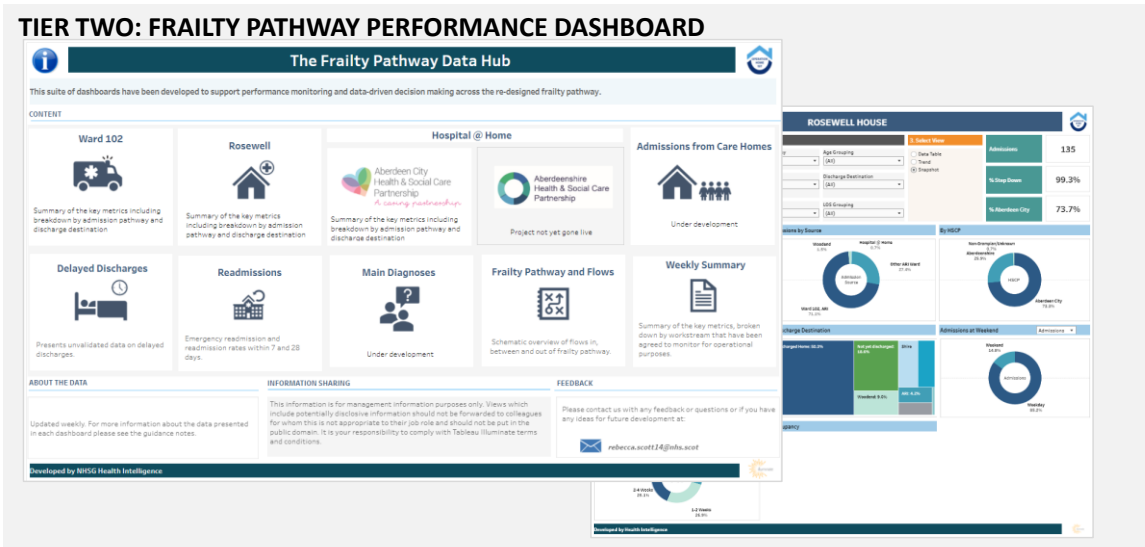 TIER TWO: FRAILTY PATHWAY PERFORMANCE DASHBOARD
The Frailty Pathway Data Hub
This suite of dashboards have been developed to support performance monitoring and data-driven decision making across the re-designed frailty pathway.
CONTENT
Ward 102
Summary of the key metrics including
breakdown by admission pathway and
discharge destination
Rosewell
Summary of the key metrics
including breakdown by admission
pathway and discharge destination
Hospital @ Home
Aberdeen City
Health & Social Care
Partnership
A caring partnership
Summary of the key metrics including
breakdown by admission pathway and
discharge destination
Aberdeenshire
Health & Social Care
Partnership
Project not yet gone live
Admissions from Care Homes
Under development
Delayed Discharges
Presents unvalidated data on delayed
discharges.
Readmissions
Emergency readmission and
readmission rates within 7 and 28
days.
Main Diagnoses
Under development
Frailty Pathway and Flows
Schematic overview of flows in,
between and out of frailty pathway.
Weekly Summary
Summary of the key metrics, broken
down by workstream that have been
agreed to monitor for operational
purposes.
ABOUT THE DATA
Updated weekly. For more information about the data presented
in each dashboard please see the guidance
notes.
INFORMATION SHARING
This information is for management information purposes only. Views which
include potentially disclosive information should not be forwarded to colleagues
for whom this is not appropriate to their job role and should not be put in the
public domain. It is your responsibility to comply with Tableau Illuminate terms
and conditions.
FEEDBACK
Please contact us with any feedback or questions or if you have
any ideas for future development at:
rebecca.scott14@nhs.scot
Developed by NHSG Health Intelligence
ROSEWELL HOUSE
Age Grouping
(All)
Discharge Destination
(All)
LOS Grouping
(All)
2. Select View
Data Table
Trend
Snapshot
Admissions
135
% Step Down
99.3%
% Aberdeen City
73.7%
By HSCP
Hospital @ Home
0.7%
Other ARI Ward
Ward 102, ARI
Admission
Source
Aberdeenshire
HSCP
Aberdeen City
Discharge Destination
Not yet discharged
Shire
Admissions at Weekend
Admissions
Weekend
Admissions
Weekday
2-4 Weeks
1-2 Weeks
Developed by Health Intelligence